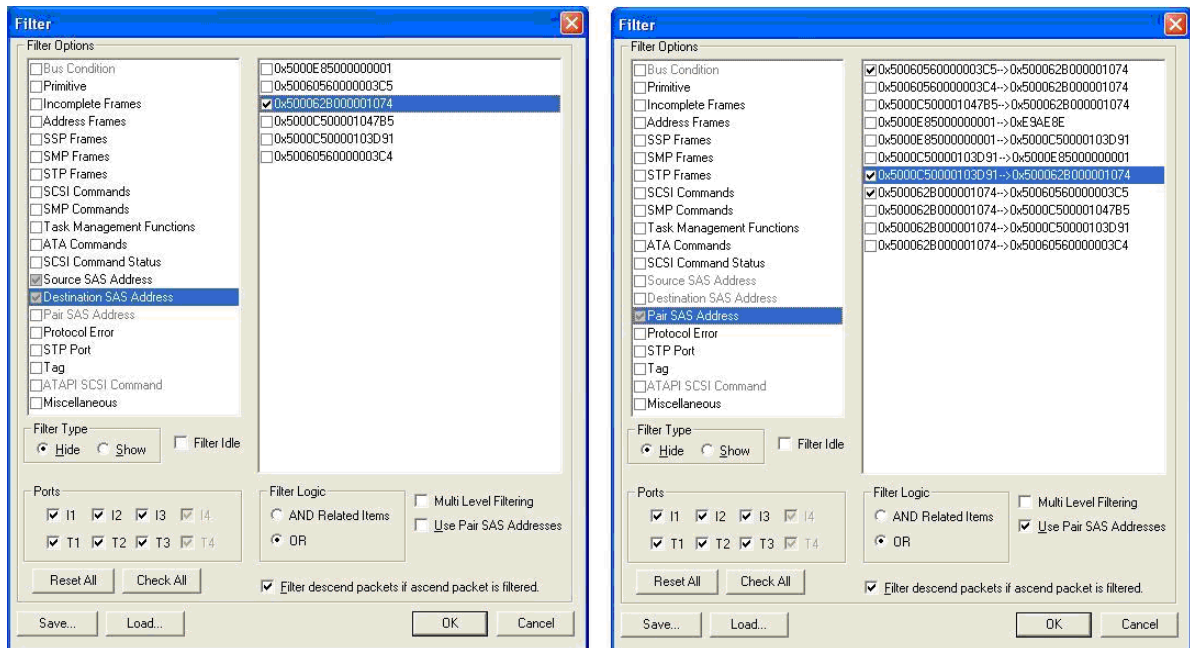 Filter
Filter Options
Bus Condition
Primitive
Incomplete Frames
Address Frames
SSP Frames
SMP Frames
STP Frames
SCSI Commands
SMP Commands
Task Management Functions
ATA Commands
SCSI Command Status
Source SAS Address
Destination SAS Address
Pair SAS Address
Protocol Error
STP Port
Tag
ATAPI SCSI Command
Miscellaneous
0x5000E85000000001
0x50060560000003C5
0x500062B000001074
0x5000C500001047B5
0x5000C50000103D91
0x50060560000003C4
Filter Type
Hide Show
Filter Idle
Ports
I1 I2 I3 I4
T1 T2 T3 T4
Filter Logic
AND Related Items
OR
Multi Level Filtering
Use Pair SAS Addresses
Reset All Check All
Filter descend packets if ascend packet is filtered.
Save... Load... OK Cancel
Filter
Filter Options
Bus Condition
Primitive
Incomplete Frames
Address Frames
SSP Frames
SMP Frames
STP Frames
SCSI Commands
SMP Commands
Task Management Functions
ATA Commands
SCSI Command Status
Source SAS Address
Destination SAS Address
Pair SAS Address
Protocol Error
STP Port
Tag
ATAPI SCSI Command
Miscellaneous
0x50060560000003C5-->0x500062B000001074
0x50060560000003C4-->0x500062B000001074
0x5000C500001047B5-->0x500062B000001074
0x5000E85000000001-->0xE9AE8E
0x5000E85000000001-->0x5000C50000103D91
0x5000C50000103D91-->0x5000E85000000001
0x5000C50000103D91-->0x500062B000001074
0x500062B000001074-->0x50060560000003C5
0x500062B000001074-->0x5000C500001047B5
0x500062B000001074-->0x5000C50000103D91
0x500062B000001074-->0x50060560000003C4
Filter Type
Hide Show
Filter Idle
Ports
I1 I2 I3 I4
T1 T2 T3 T4
Filter Logic
AND Related Items
OR
Multi Level Filtering
Use Pair SAS Addresses
Reset All Check All
Filter descend packets if ascend packet is filtered.
Save... Load... OK Cancel